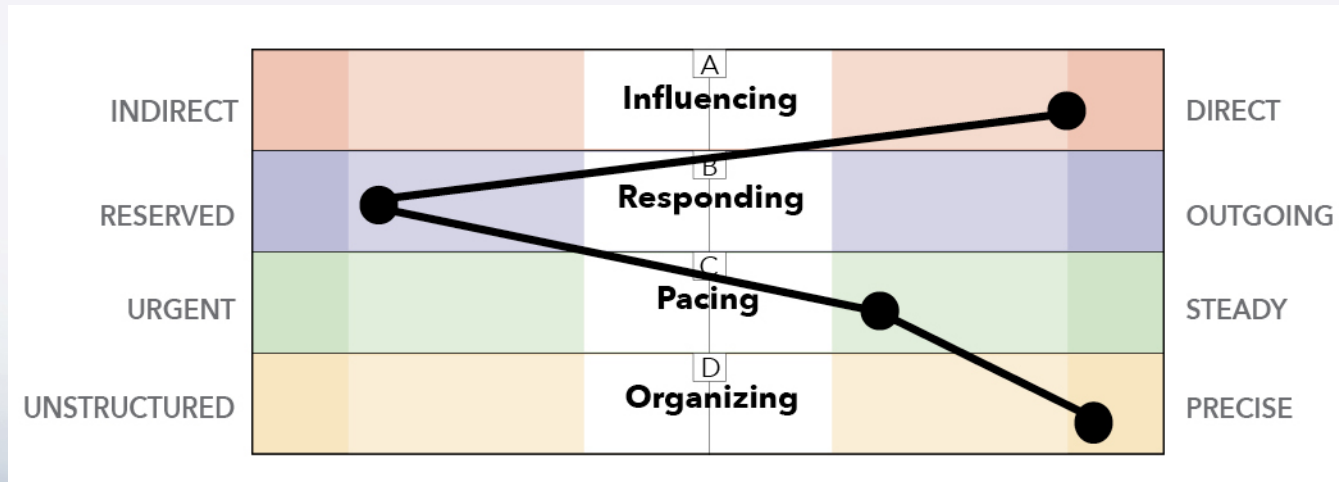 A
Influencing
INDIRECT
DIRECT
B
Responding
RESERVED
OUTGOING
C
Pacing
URGENT
STEADY
D
Organizing
UNSTRUCTURED
PRECISE